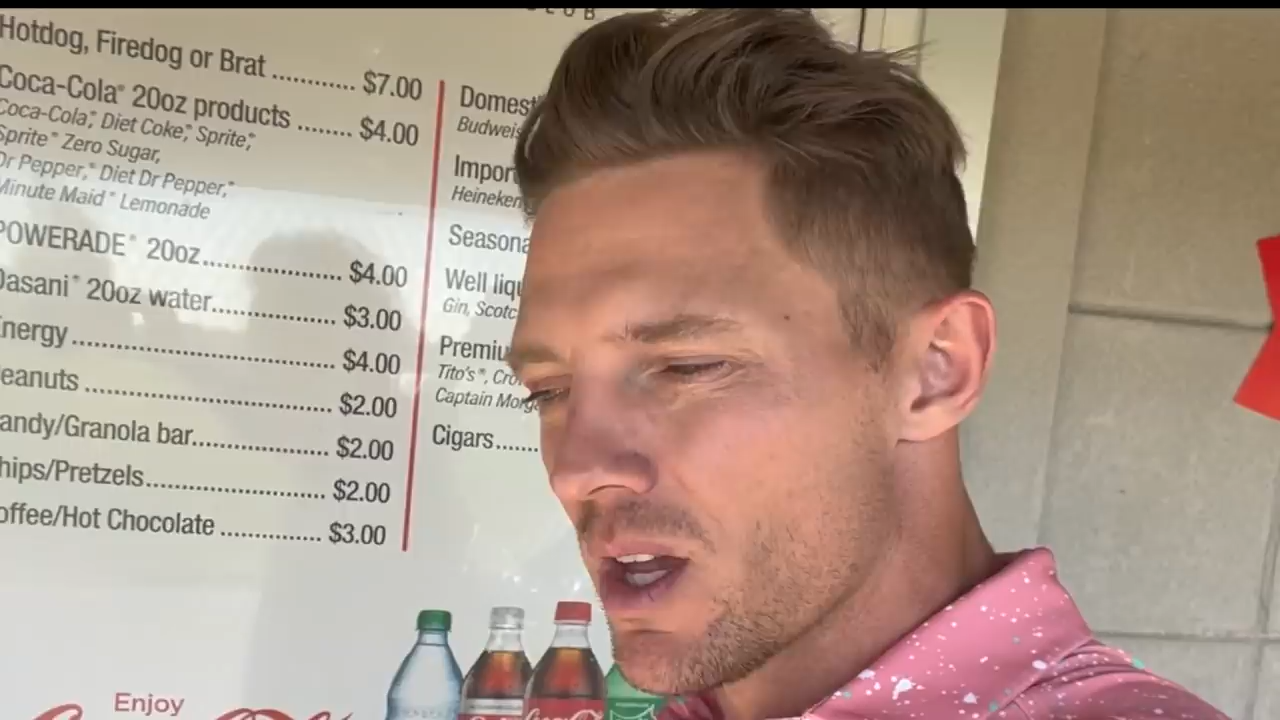 CLUB
Hotdog, Firedog or Brat ............ $7.00
Coca-Cola® 20oz products ........ $4.00
Coca-Cola,® Diet Coke,® Sprite,®
Sprite® Zero Sugar,
Dr Pepper,® Diet Dr Pepper,®
Minute Maid® Lemonade
POWERADE® 20oz..................... $4.00
Dasani® 20oz water.................. $3.00
Energy ....................................... $4.00
eanuts ..................................... $2.00
andy/Granola bar.................... $2.00
hips/Pretzels........................... $2.00
offee/Hot Chocolate ............... $3.00
Domest
Budweis
Import
Heineken
Seasona
Well liqu
Gin, Scotc
Premiu
Tito's®, Cro
Captain Morg
Cigars......
Enjoy